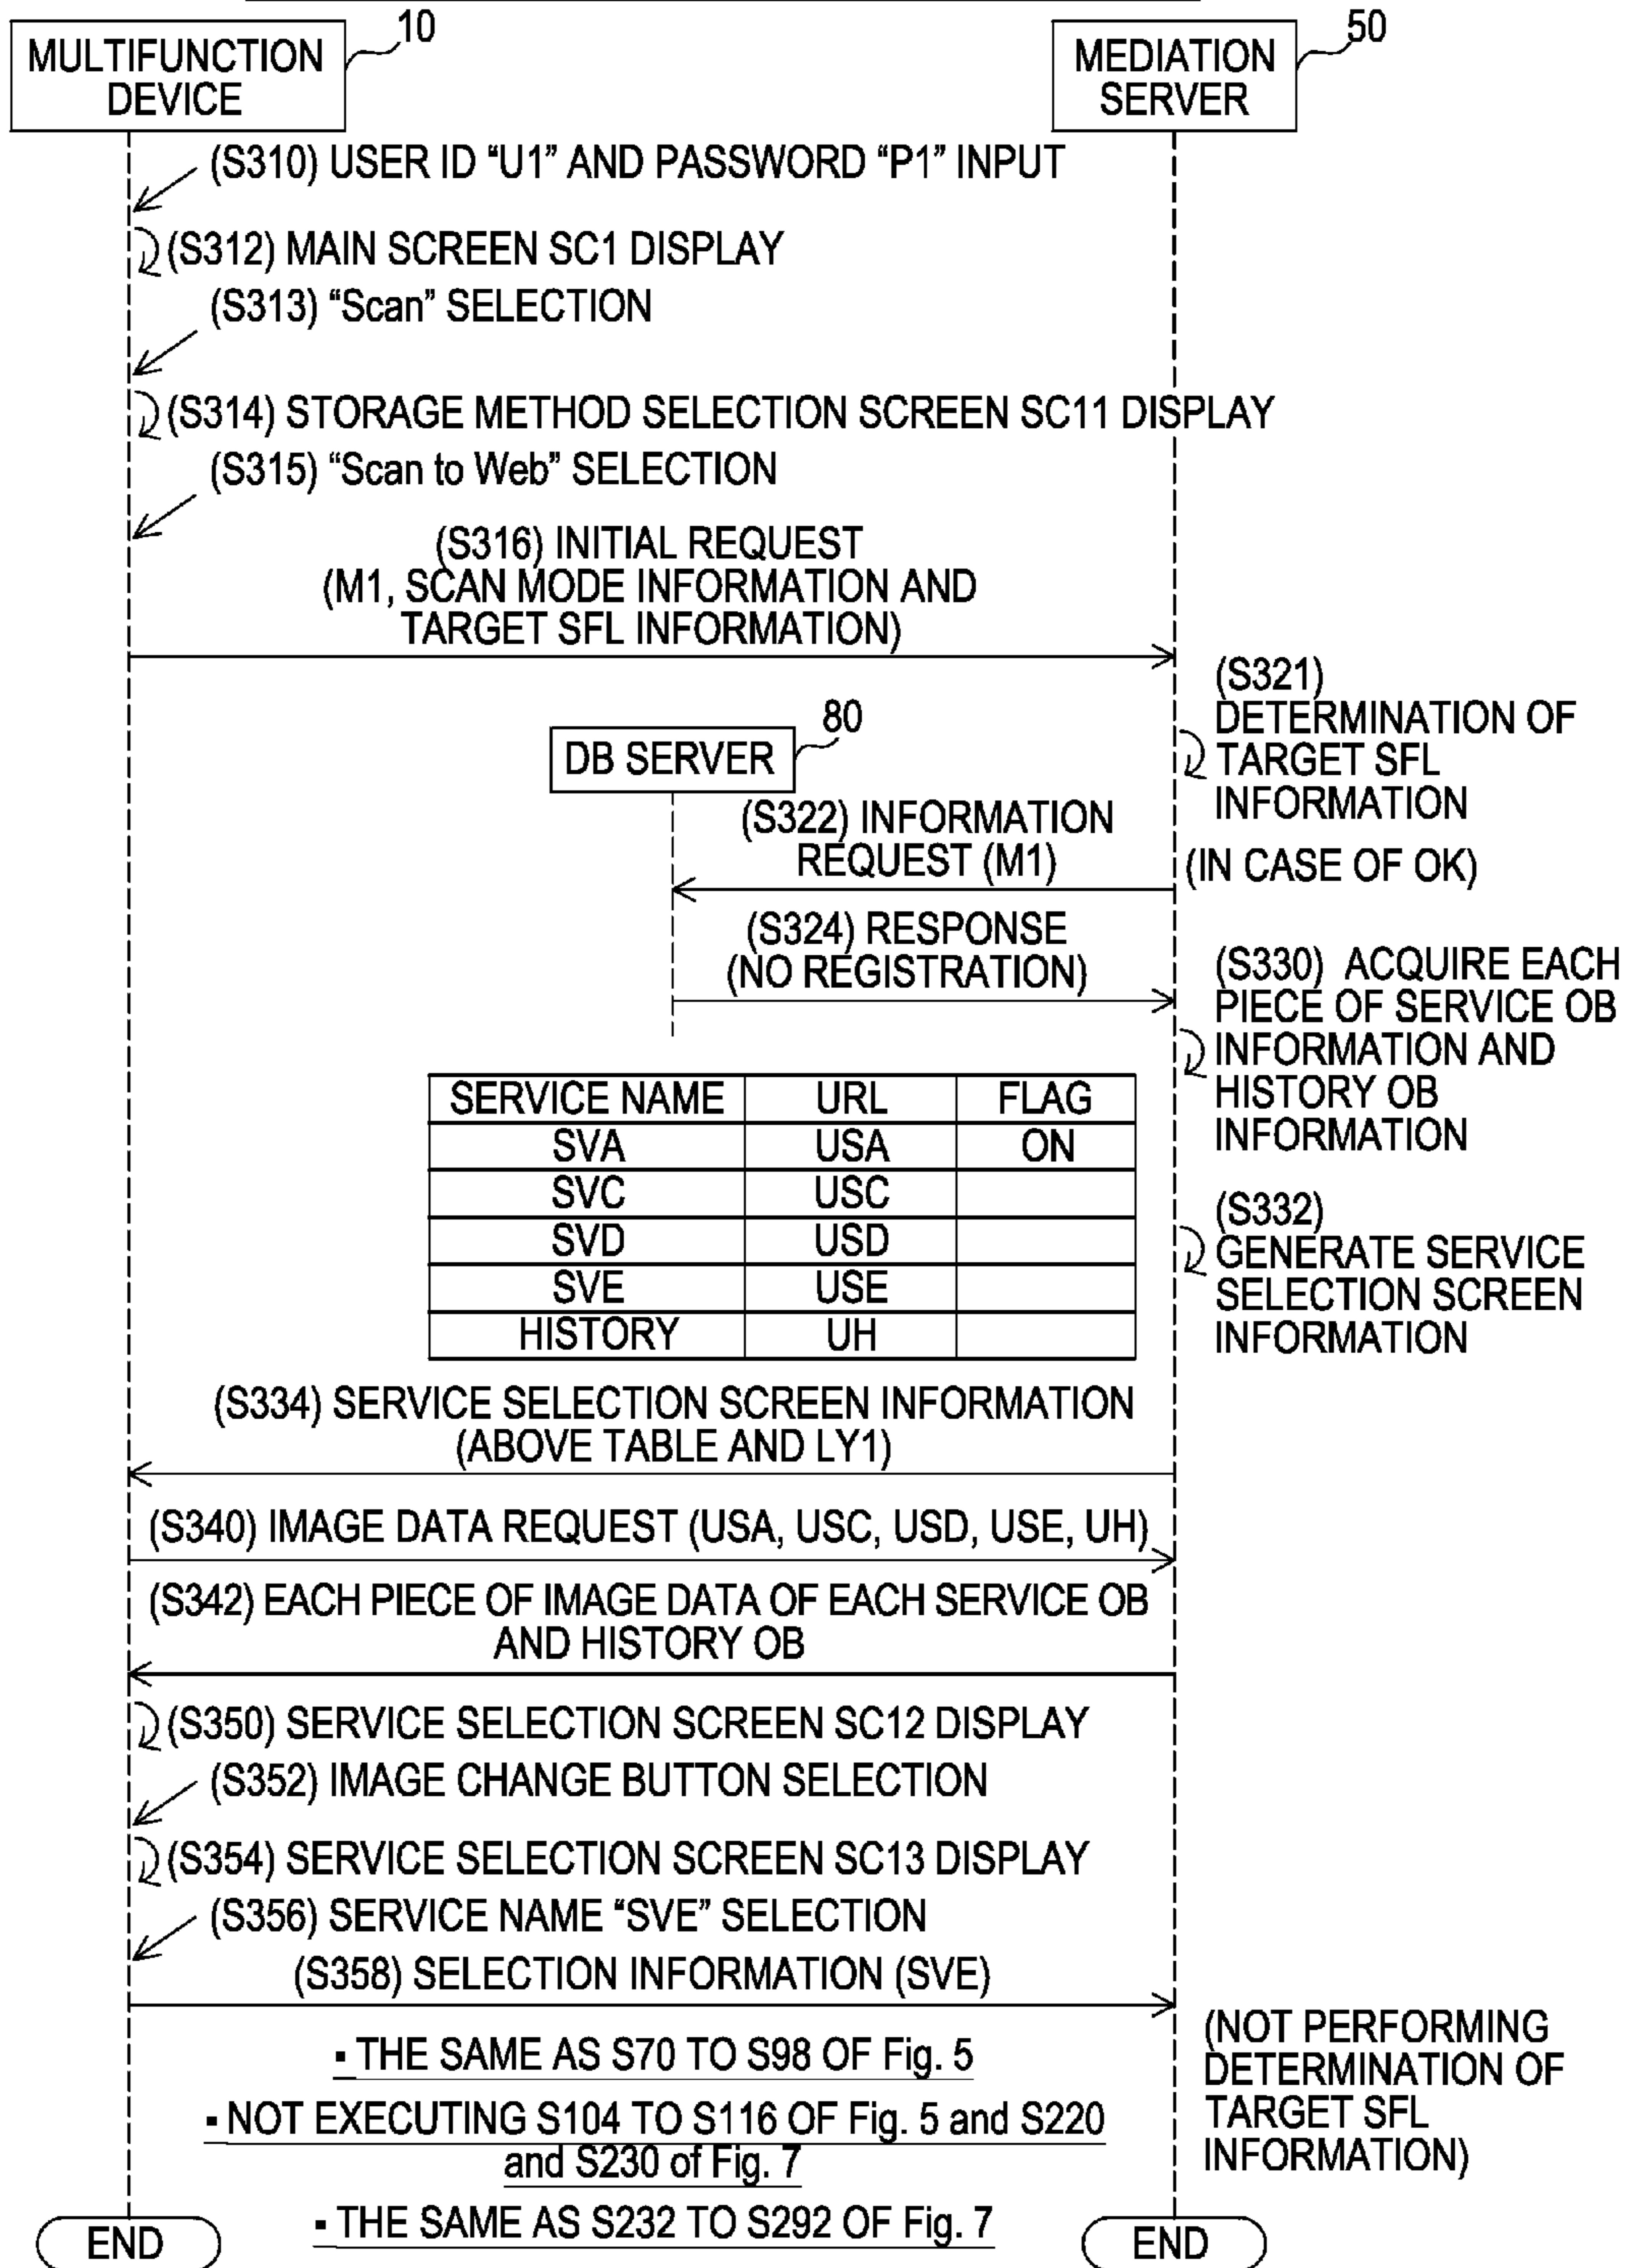 10
50
MULTIFUNCTION
DEVICE
MEDIATION
SERVER
(S310) USER ID “U1” AND PASSWORD “P1” INPUT
(S312) MAIN SCREEN SC1 DISPLAY
(S313) “Scan” SELECTION
(S314) STORAGE METHOD SELECTION SCREEN SC11 DISPLAY
(S315) “Scan to Web” SELECTION
(S316) INITIAL REQUEST
(M1, SCAN MODE INFORMATION AND
TARGET SFL INFORMATION)
(S321)
DETERMINATION OF
TARGET SFL
INFORMATION
80
DB SERVER
(S322) INFORMATION
REQUEST (M1)
(IN CASE OF OK)
(S324) RESPONSE
(NO REGISTRATION)
(S330) ACQUIRE EACH
PIECE OF SERVICE OB
INFORMATION AND
HISTORY OB
INFORMATION
SERVICE NAME URL FLAG
SVA USA ON
SVC USC
SVD USD
SVE USE
HISTORY UH
(S332)
GENERATE SERVICE
SELECTION SCREEN
INFORMATION
(S334) SERVICE SELECTION SCREEN INFORMATION
(ABOVE TABLE AND LY1)
(S340) IMAGE DATA REQUEST (USA, USC, USD, USE, UH)
(S342) EACH PIECE OF IMAGE DATA OF EACH SERVICE OB
AND HISTORY OB
(S350) SERVICE SELECTION SCREEN SC12 DISPLAY
(S352) IMAGE CHANGE BUTTON SELECTION
(S354) SERVICE SELECTION SCREEN SC13 DISPLAY
(S356) SERVICE NAME “SVE” SELECTION
(S358) SELECTION INFORMATION (SVE)
(NOT PERFORMING
DETERMINATION OF
TARGET SFL
INFORMATION)
▪ THE SAME AS S70 TO S98 OF Fig. 5
▪ NOT EXECUTING S104 TO S116 OF Fig. 5 and S220
and S230 of Fig. 7
▪ THE SAME AS S232 TO S292 OF Fig. 7
END
END